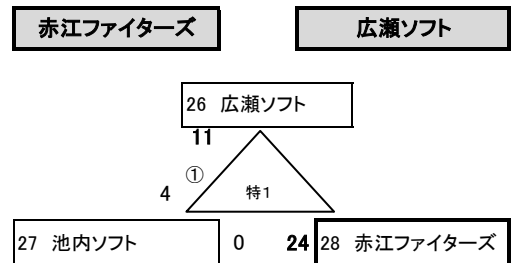 赤江ファイターズ 広瀬ソフト
26 広瀬ソフト
11
①
4 特1
27 池内ソフト 0 24 28 赤江ファイターズ